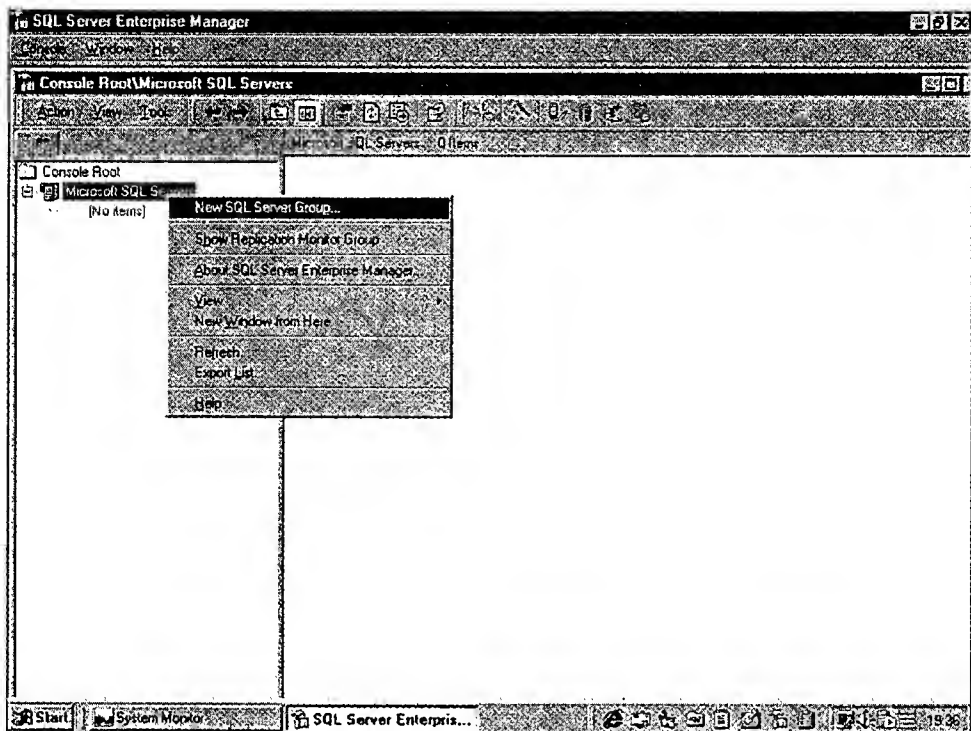 SQL Server Enterprise Manager
Console Window Help
Console Root\Microsoft SQL Servers
Action View Tools
Microsoft SQL Servers 0 Items
Console Root
Microsoft SQL Servers
[No items]
New SQL Server Group...
Show Replication Monitor Group
About SQL Server Enterprise Manager...
View
New Window from Here
Refresh
Export List
Help
Start
System Monitor
SQL Server Enterpris...
19:36